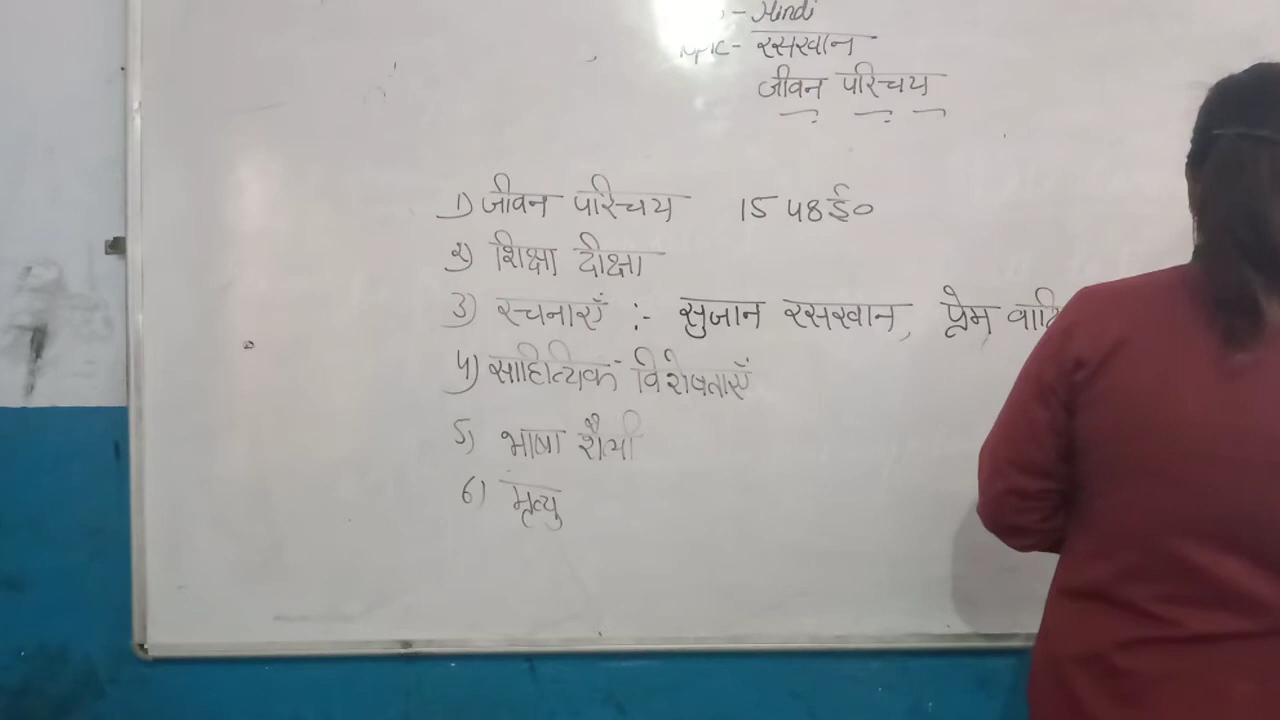 - Hindi
रसखान
जीवन परिचय
1) जीवन परिचय 1548ई०
2) शिक्षा दीक्षा
3) रचनाएँ :- सुजान रसखान, प्रेम
4) साहित्यिक विशेषताएँ
5) भाषा शैली
6) मृत्यु